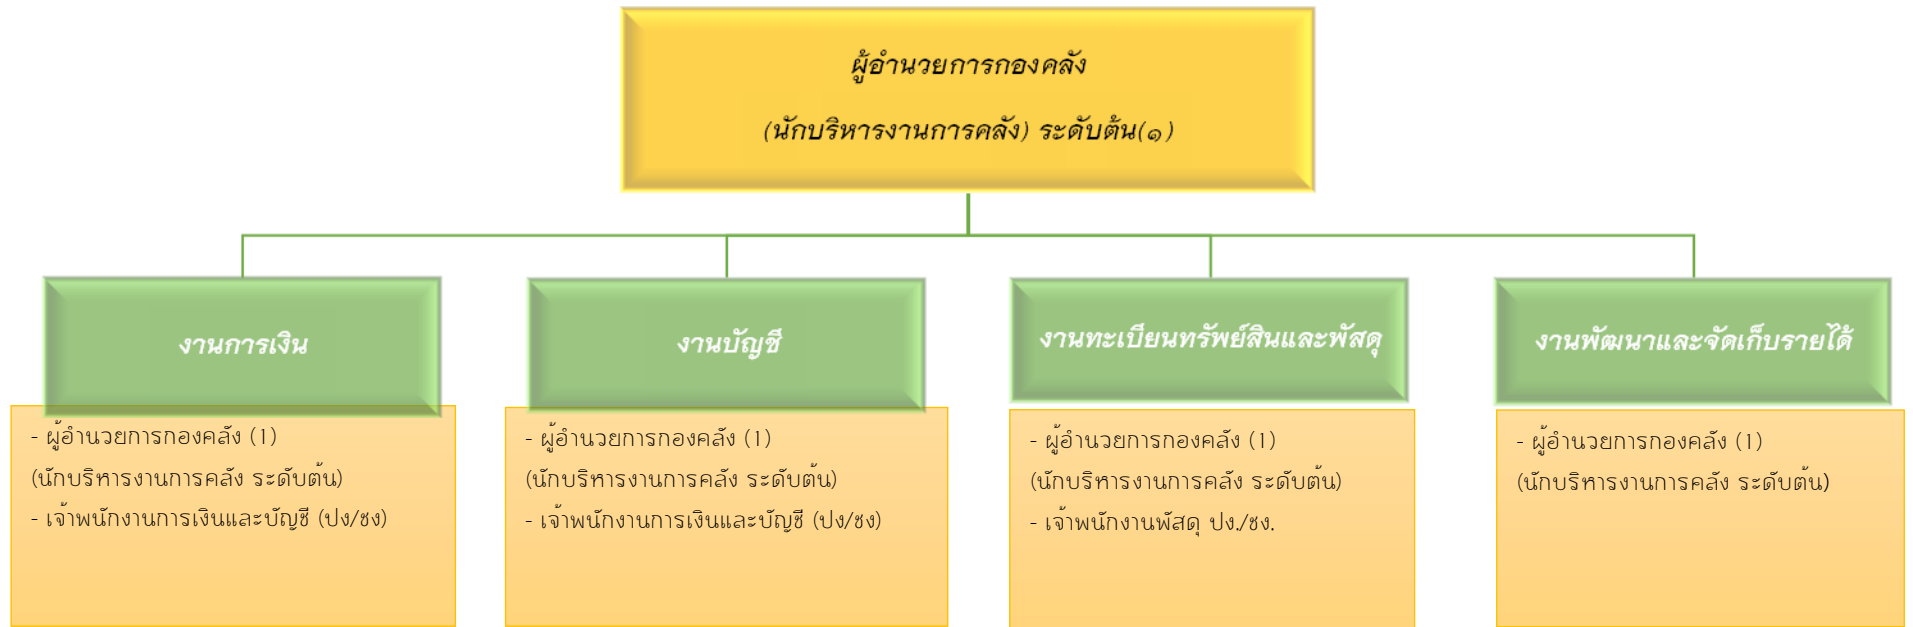 ผู้อำนวยการกองคลัง
(นักบริหารงานการคลัง) ระดับต้น(๑)
งานการเงิน
- ผู้อำนวยการกองคลัง (1)
(นักบริหารงานการคลัง ระดับต้น)
- เจ้าพนักงานการเงินและบัญชี (ปง/ชง)
งานบัญชี
- ผู้อำนวยการกองคลัง (1)
(นักบริหารงานการคลัง ระดับต้น)
- เจ้าพนักงานการเงินและบัญชี (ปง/ชง)
งานทะเบียนทรัพย์สินและพัสดุ
- ผู้อำนวยการกองคลัง (1)
(นักบริหารงานการคลัง ระดับต้น)
- เจ้าพนักงานพัสดุ ปง./ชง.
งานพัฒนาและจัดเก็บรายได้
- ผู้อำนวยการกองคลัง (1)
(นักบริหารงานการคลัง ระดับต้น)